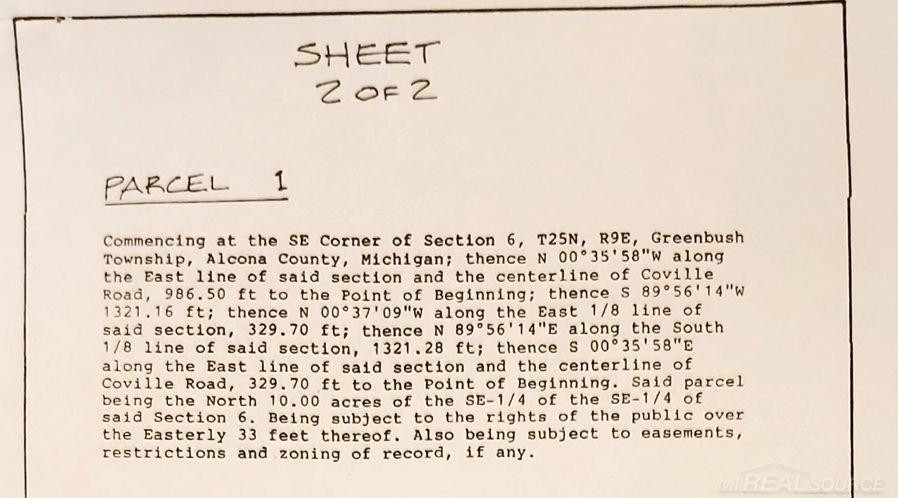 SHEET
2 OF 2
PARCEL 1
Commencing at the SE Corner of Section 6, T25N, R9E, Greenbush
Township, Alcona County, Michigan; thence N 00°35'58"W along
the East line of said section and the centerline of Coville
Road, 986.50 ft to the Point of Beginning; thence S 89°56'14"W
1321.16 ft; thence N 00°37'09"W along the East 1/8 line of
said section, 329.70 ft; thence N 89°56'14"E along the South
1/8 line of said section, 1321.28 ft; thence S 00°35'58"E
along the East line of said section and the centerline of
Coville Road, 329.70 ft to the Point of Beginning. Said parcel
being the North 10.00 acres of the SE-1/4 of the SE-1/4 of
said Section 6. Being subject to the rights of the public over
the Easterly 33 feet thereof. Also being subject to easements,
restrictions and zoning of record, if any.
MIREALSOURCE